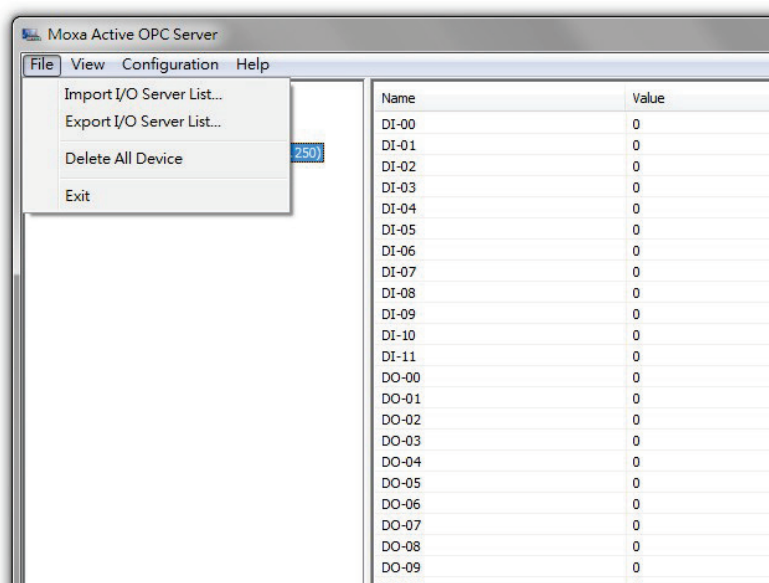 Moxa Active OPC Server
File View Configuration Help
Import I/O Server List...
Export I/O Server List...
Delete All Device
Exit
.250)
Name Value
DI-00 0
DI-01 0
DI-02 0
DI-03 0
DI-04 0
DI-05 0
DI-06 0
DI-07 0
DI-08 0
DI-09 0
DI-10 0
DI-11 0
DO-00 0
DO-01 0
DO-02 0
DO-03 0
DO-04 0
DO-05 0
DO-06 0
DO-07 0
DO-08 0
DO-09 0